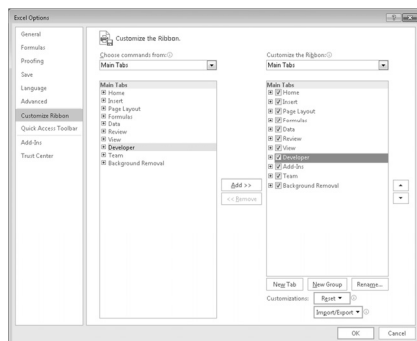 Excel Options
General
Formulas
Proofing
Save
Language
Advanced
Customize Ribbon
Quick Access Toolbar
Add-Ins
Trust Center
Customize the Ribbon.
Choose commands from:
Main Tabs
Main Tabs
Home
Insert
Page Layout
Formulas
Data
Review
View
Developer
Team
Background Removal
Add >>
<< Remove
Customize the Ribbon:
Main Tabs
Main Tabs
Home
Insert
Page Layout
Formulas
Data
Review
View
Developer
Add-Ins
Team
Background Removal
New Tab New Group Rename...
Customizations: Reset
Import/Export
OK Cancel